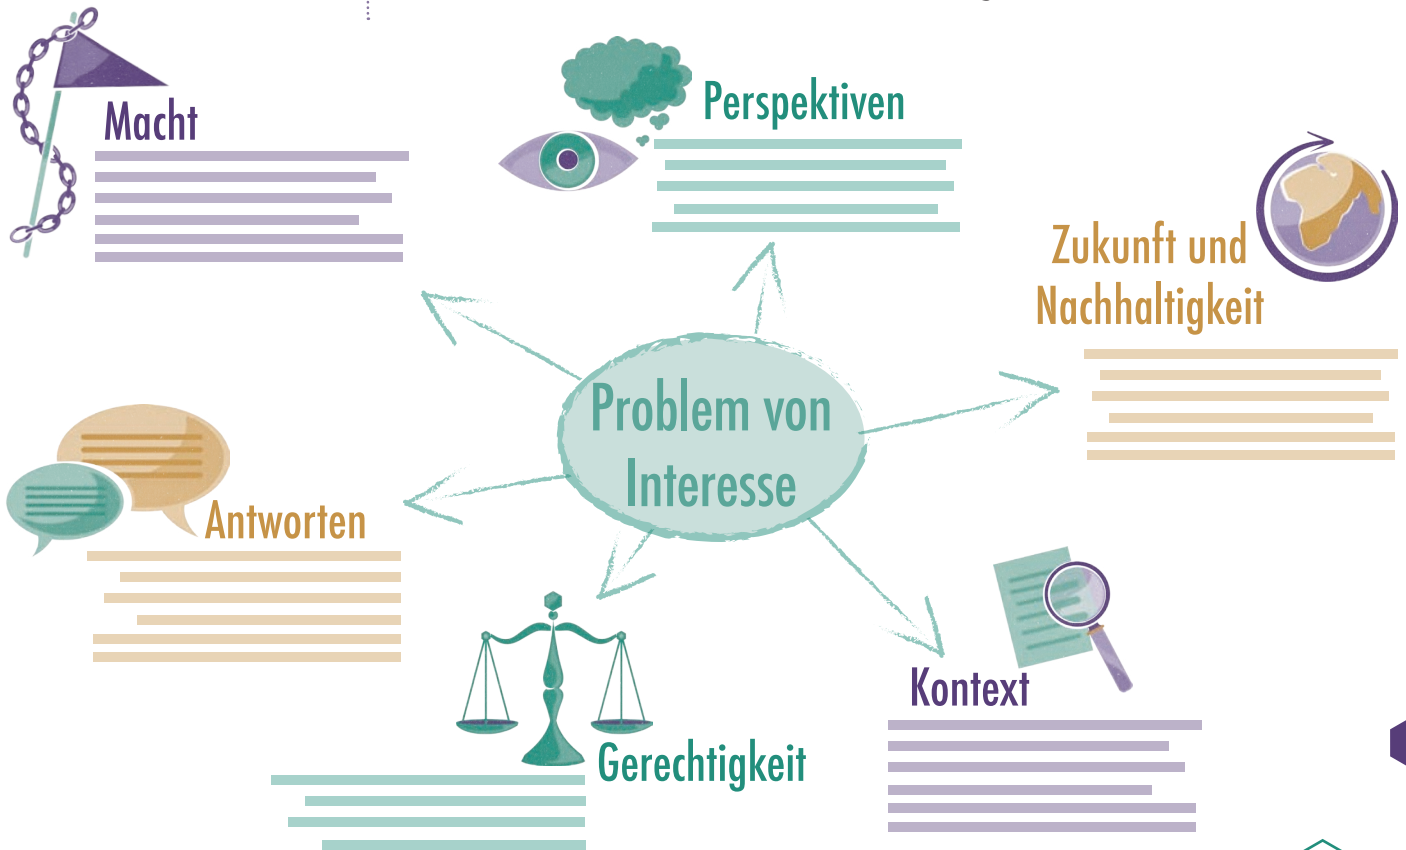 Macht
Perspektiven
Zukunft und
Nachhaltigkeit
Problem von
Interesse
Antworten
Kontext
Gerechtigkeit